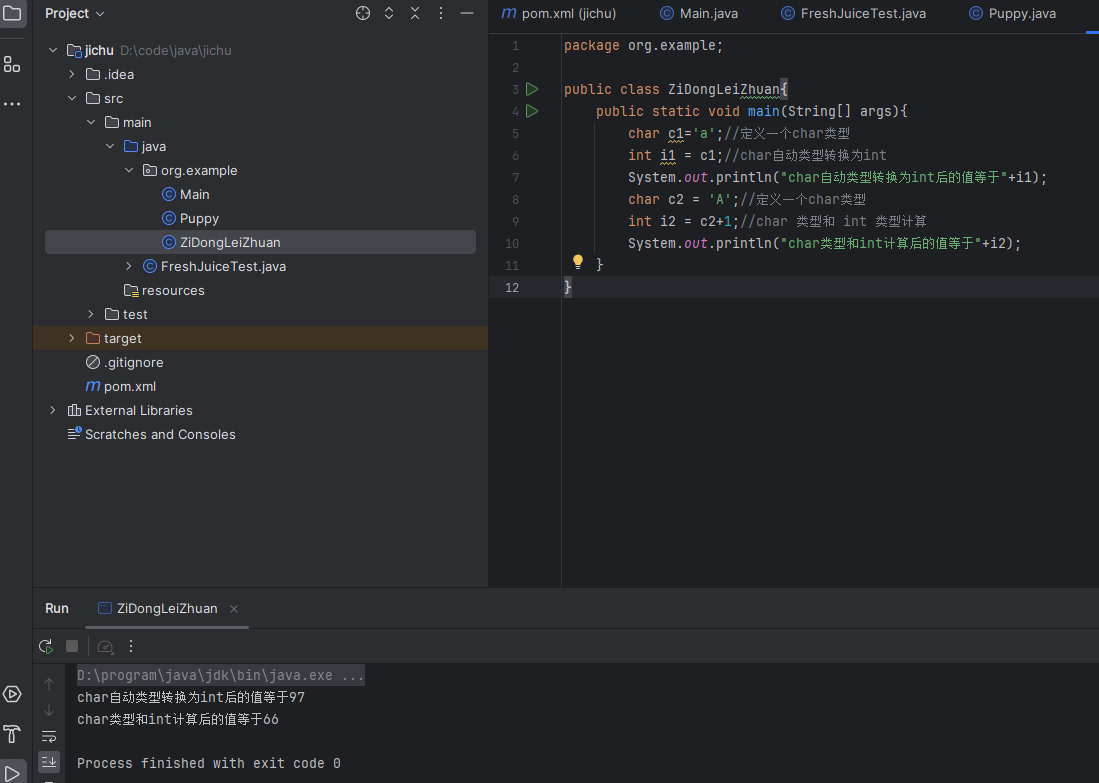 Project
jichu D:\code\java\jichu
.idea
src
main
java
org.example
Main
Puppy
ZiDongLeiZhuan
FreshJuiceTest.java
resources
test
target
.gitignore
m pom.xml
External Libraries
Scratches and Consoles
m pom.xml (jichu) © Main.java © FreshJuiceTest.java © Puppy.java
1 package org.example;
2
3 public class ZiDongLeiZhuan{
4 public static void main(String[] args){
5 char c1='a';//定义一个char类型
6 int i1 = c1;//char自动类型转换为int
7 System.out.println("char自动类型转换为int后的值等于"+i1);
8 char c2 = 'A';//定义一个char类型
9 int i2 = c2+1;//char 类型和 int 类型计算
10 System.out.println("char类型和int计算后的值等于"+i2);
11 }
12 }
Run ZiDongLeiZhuan
D:\program\java\jdk\bin\java.exe ...
char自动类型转换为int后的值等于97
char类型和int计算后的值等于66
Process finished with exit code 0